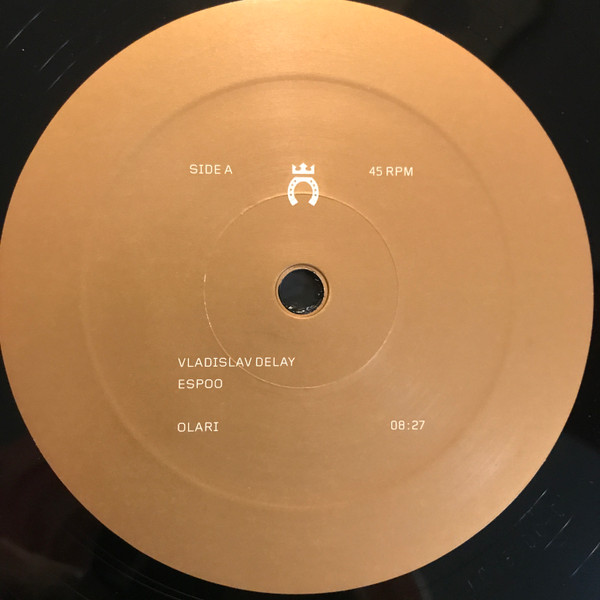 SIDE A
45 RPM
VLADISLAV DELAY
ESPOO
OLARI 08:27